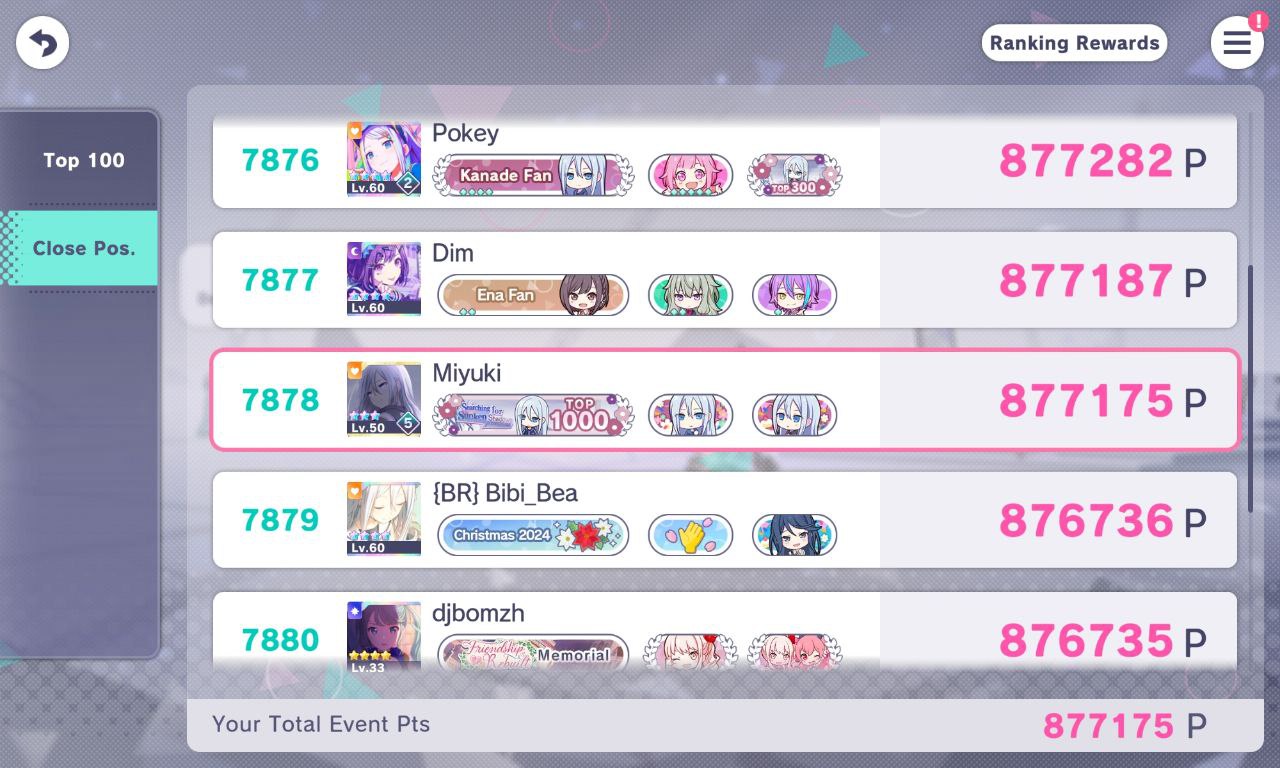 Ranking Rewards
!
Top 100
Close Pos.
7876
Pokey
Lv.60
2
Kanade Fan
TOP 300
877282 P
7877
Dim
Lv.60
Ena Fan
877187 P
7878
Miyuki
Lv.50
5
Searching for
Sunken
TOP
1000
877175 P
7879
{BR} Bibi_Bea
Lv.60
Christmas 2024
876736 P
7880
djbomzh
Lv.33
Friendship
Memorial
876735 P
Your Total Event Pts
877175 P